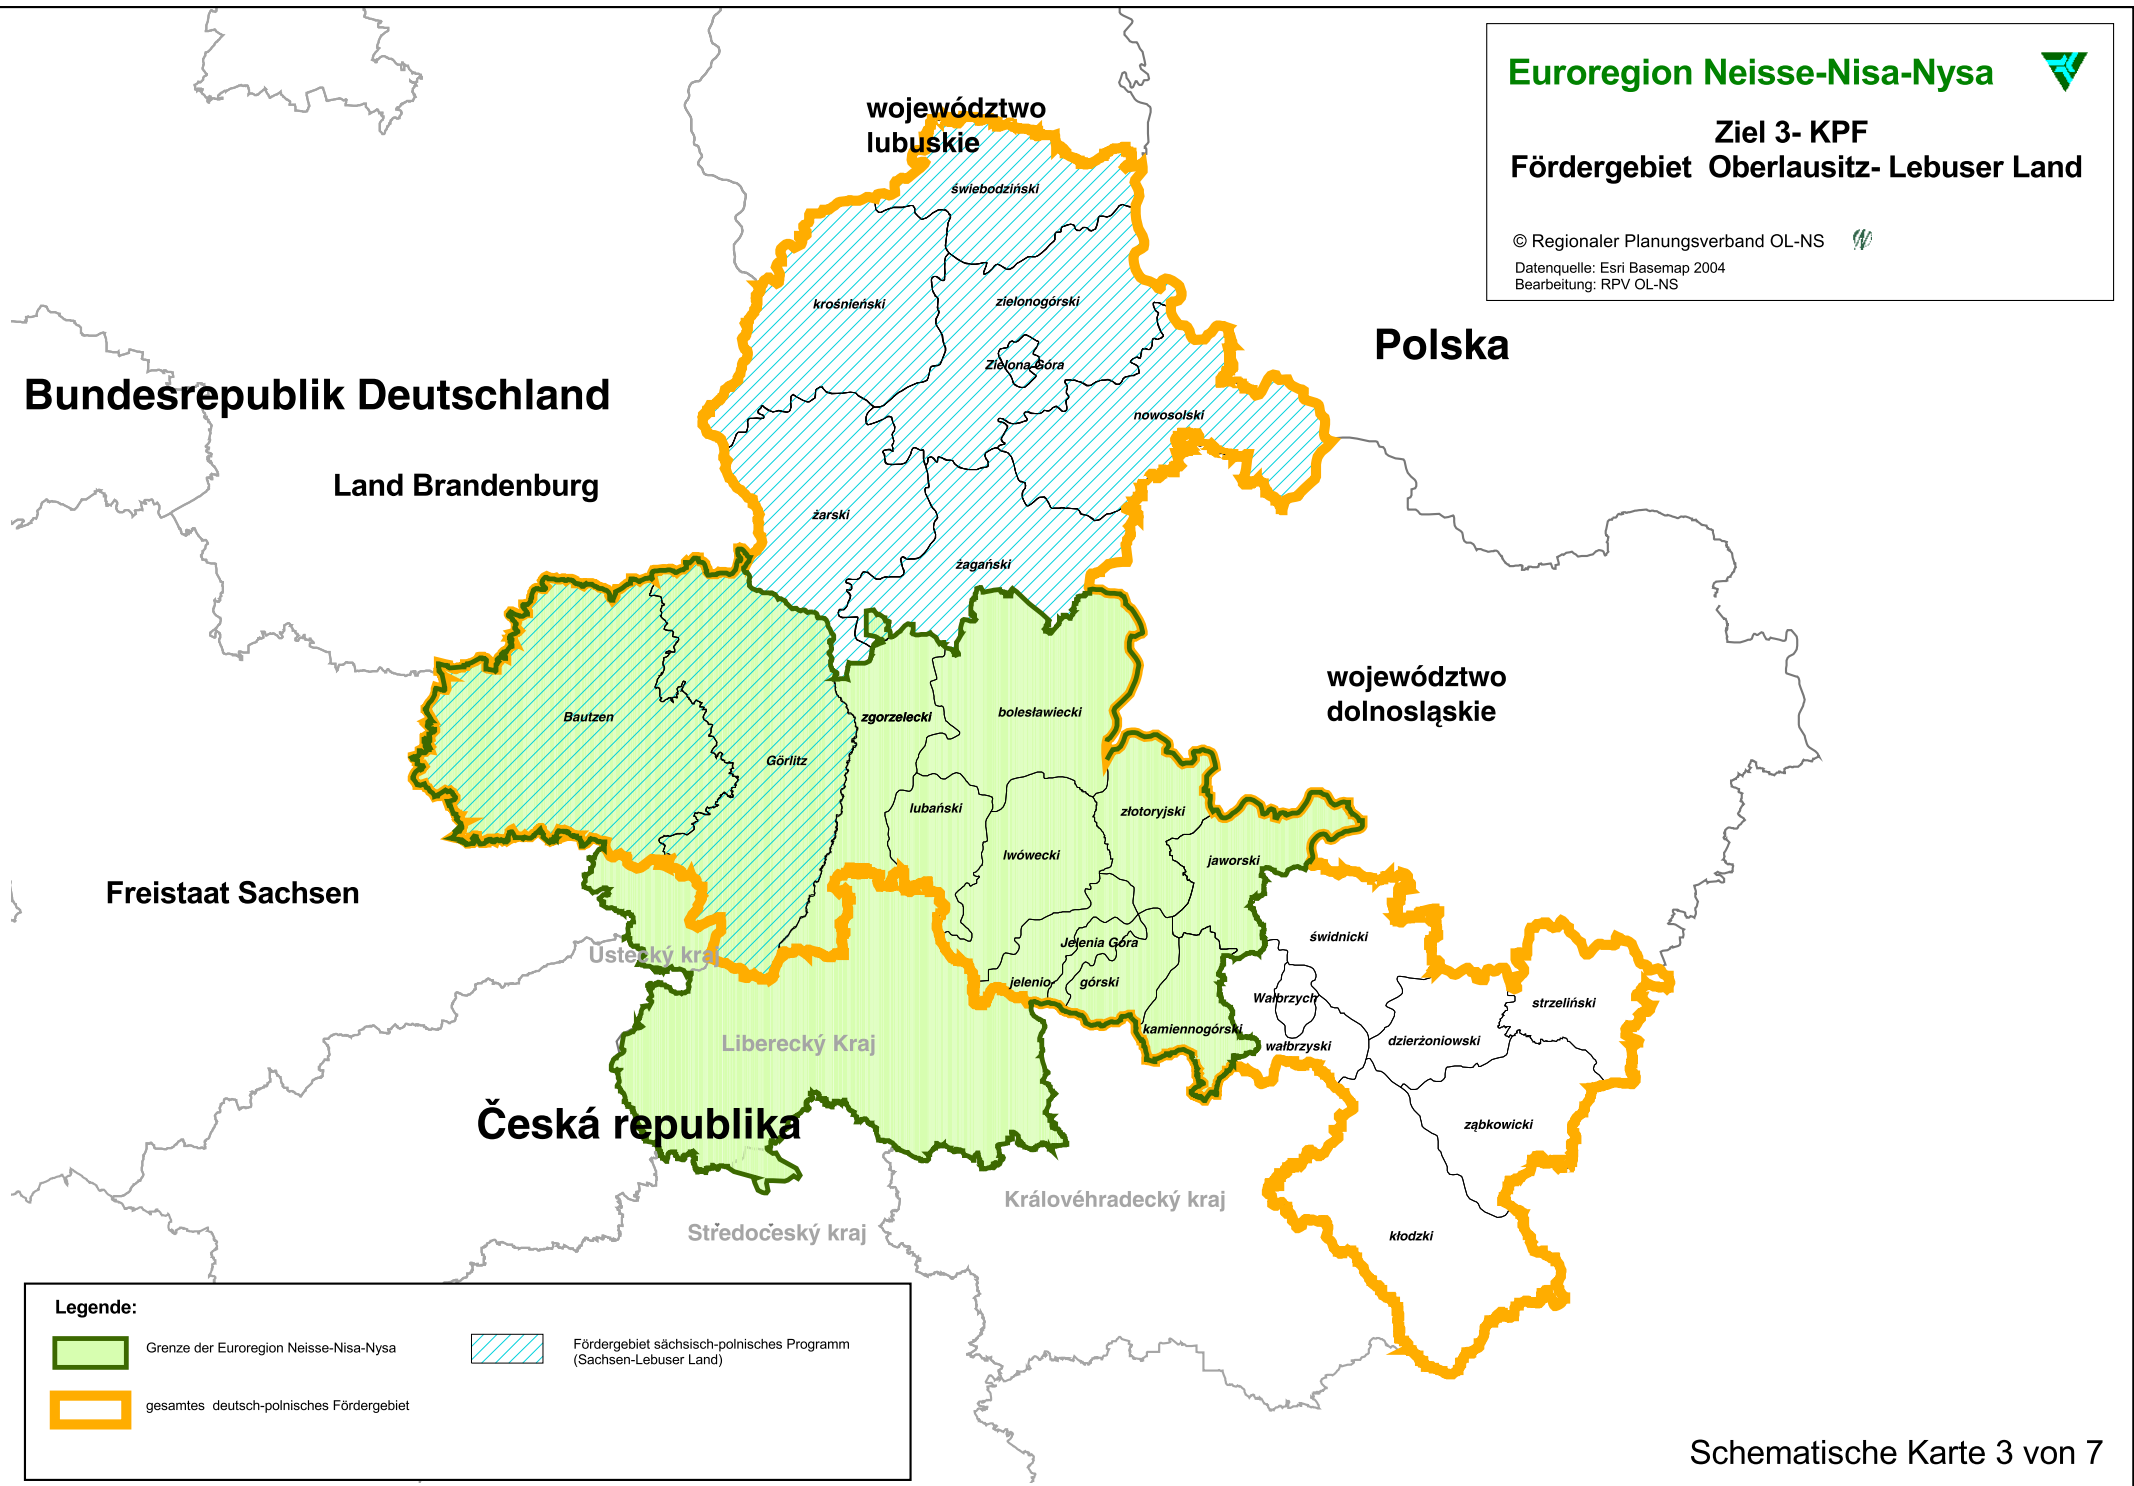 Euroregion Neisse-Nisa-Nysa
Ziel 3- KPF
Fördergebiet Oberlausitz- Lebuser Land
© Regionaler Planungsverband OL-NS
Datenquelle: Esri Basemap 2004
Bearbeitung: RPV OL-NS
województwo
lubuskie
świebodziński
krośnieński
zielonogórski
Zielona Góra
Polska
Bundesrepublik Deutschland
nowosolski
Land Brandenburg
żarski
żagański
województwo
dolnośląskie
Bautzen
zgorzelecki
bolesławiecki
Görlitz
lubański
złotoryjski
lwówecki
jaworski
Freistaat Sachsen
świdnicki
Jelenia Góra
Ústecký kraj
jelenio
górski
Wałbrzych
strzeliński
kamiennogórski
wałbrzyski
dzierżoniowski
Liberecký Kraj
Česká republika
ząbkowicki
Královéhradecký kraj
Středoceský kraj
kłodzki
Legende:
Grenze der Euroregion Neisse-Nisa-Nysa
Fördergebiet sächsisch-polnisches Programm
(Sachsen-Lebuser Land)
gesamtes deutsch-polnisches Fördergebiet
Schematische Karte 3 von 7